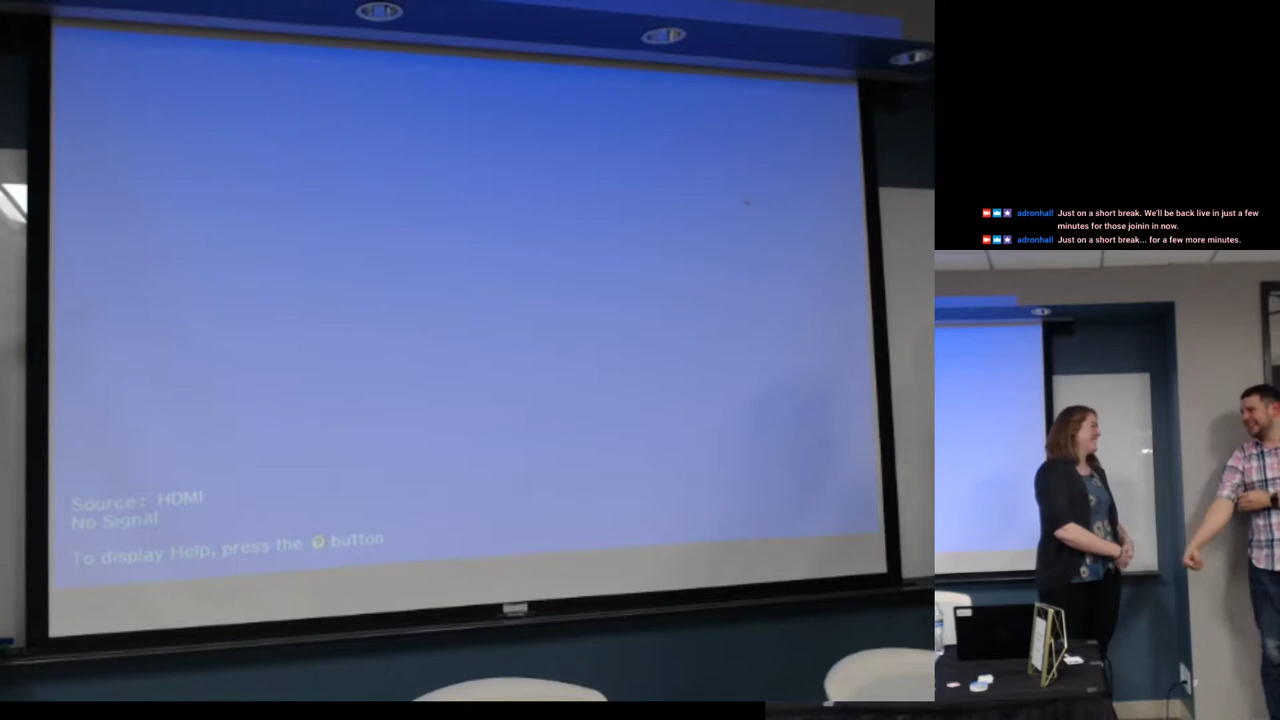 adronhall Just on a short break. We'll be back live in just a few
minutes for those joinin in now.
adronhall Just on a short break... for a few more minutes.
Source: HDMI
No Signal
To display Help, press the ? button